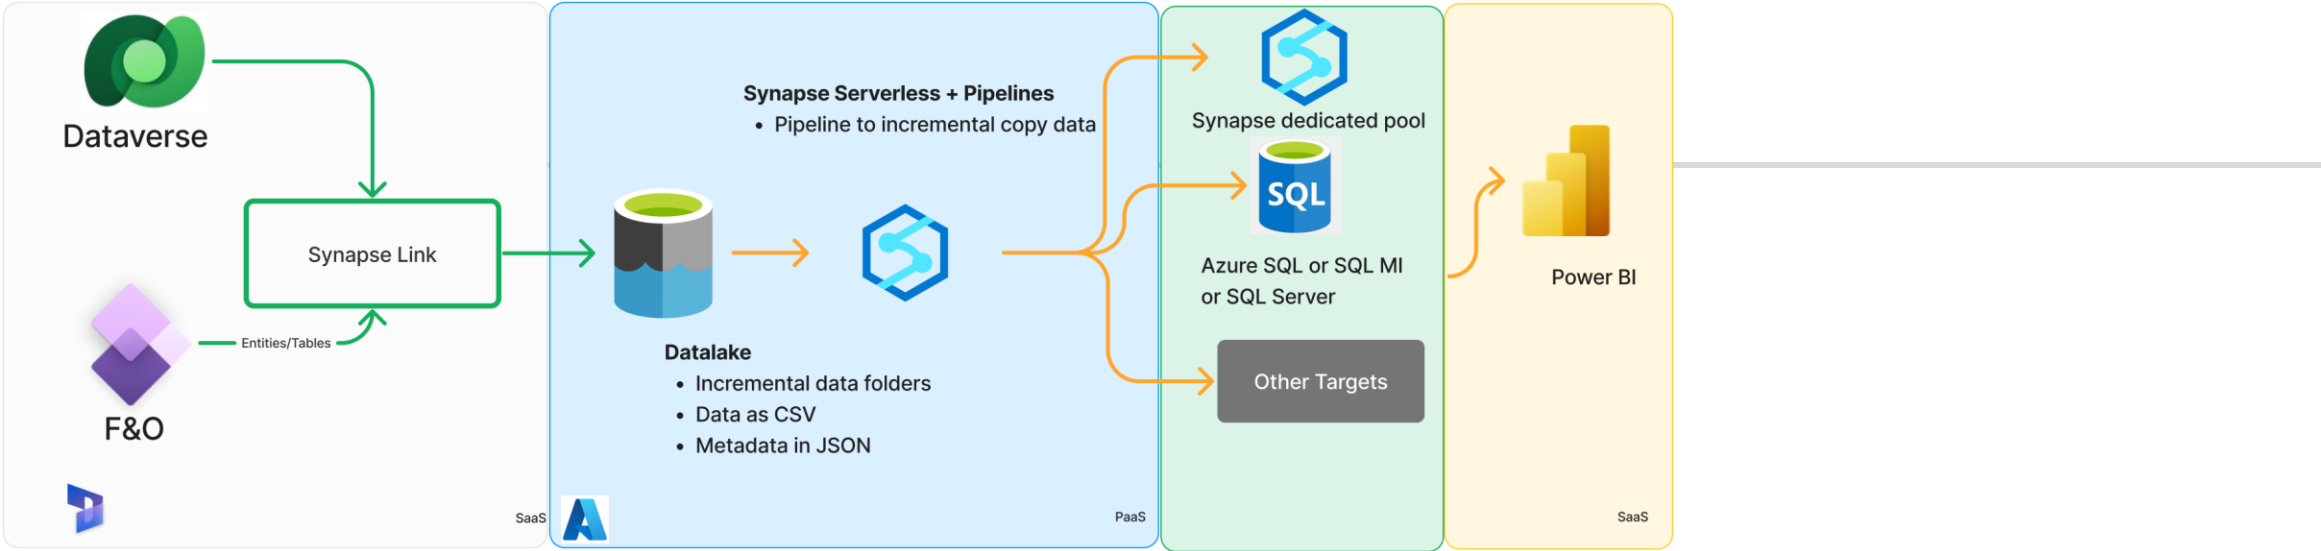 Dataverse
Synapse Link
Entities/Tables
F&O
SaaS
Synapse Serverless + Pipelines
• Pipeline to incremental copy data
Datalake
• Incremental data folders
• Data as CSV
• Metadata in JSON
PaaS
Synapse dedicated pool
SQL
Azure SQL or SQL MI
or SQL Server
Other Targets
Power BI
SaaS